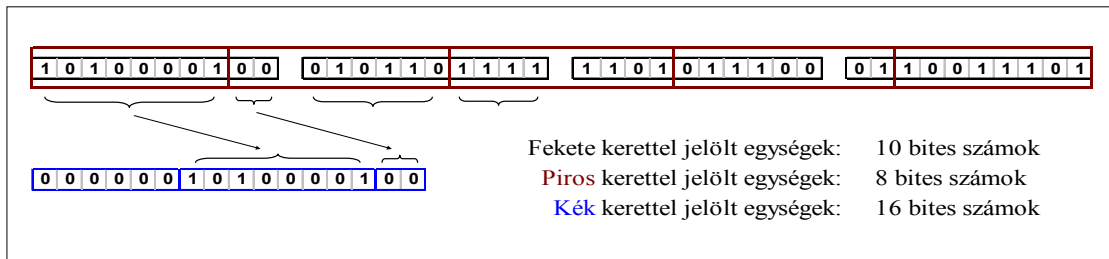 1 0 1 0 0 0 0 1 0 0 0 1 0 1 1 0 1 1 1 1 1 1 0 1 0 1 1 1 0 0 0 1 1 0 0 1 1 1 0 1
0 0 0 0 0 0 1 0 1 0 0 0 0 1 0 0
Fekete kerettel jelölt egységek: 10 bites számok
Piros kerettel jelölt egységek: 8 bites számok
Kék kerettel jelölt egységek: 16 bites számok